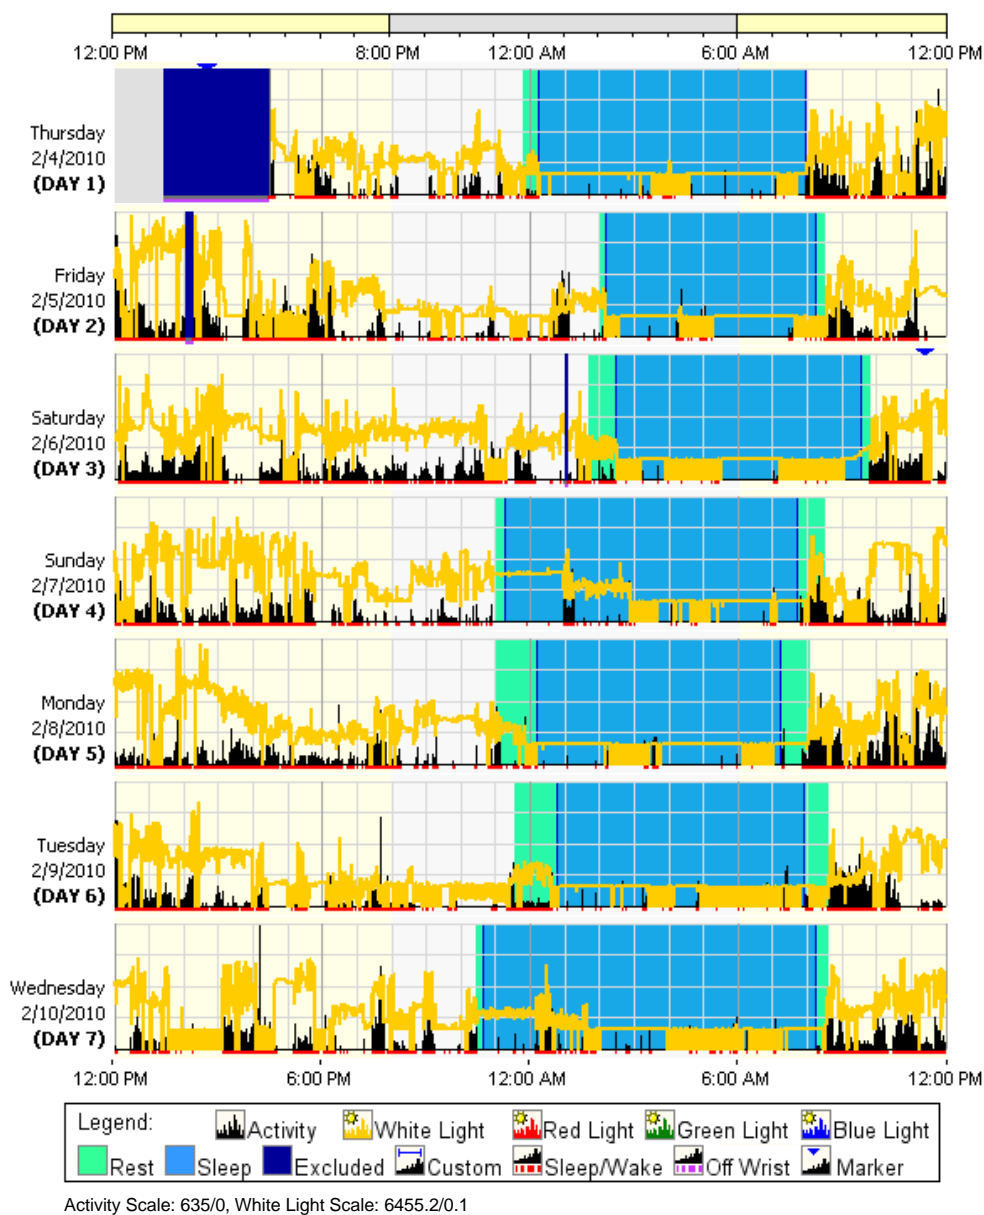 12:00 PM 8:00 PM 12:00 AM 6:00 AM 12:00 PM
Thursday
2/4/2010
(DAY 1)
Friday
2/5/2010
(DAY 2)
Saturday
2/6/2010
(DAY 3)
Sunday
2/7/2010
(DAY 4)
Monday
2/8/2010
(DAY 5)
Tuesday
2/9/2010
(DAY 6)
Wednesday
2/10/2010
(DAY 7)
12:00 PM 6:00 PM 12:00 AM 6:00 AM 12:00 PM
Legend: Activity White Light Red Light Green Light Blue Light
Rest Sleep Excluded Custom Sleep/Wake Off Wrist Marker
Activity Scale: 635/0, White Light Scale: 6455.2/0.1